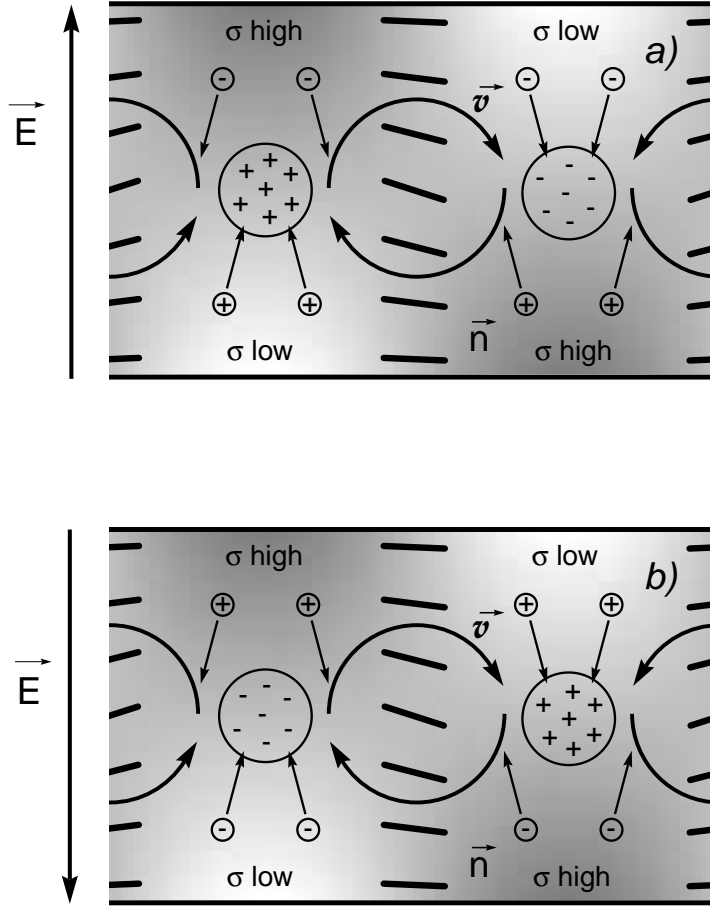 σ high σ low a)
- - - -
E v
+ + + + + + + - - - - - - -
+ + + +
n
σ low σ high
σ high σ low b)
+ + + +
E v
- - - - - - - + + + + + + +
- - - -
n
σ low σ high